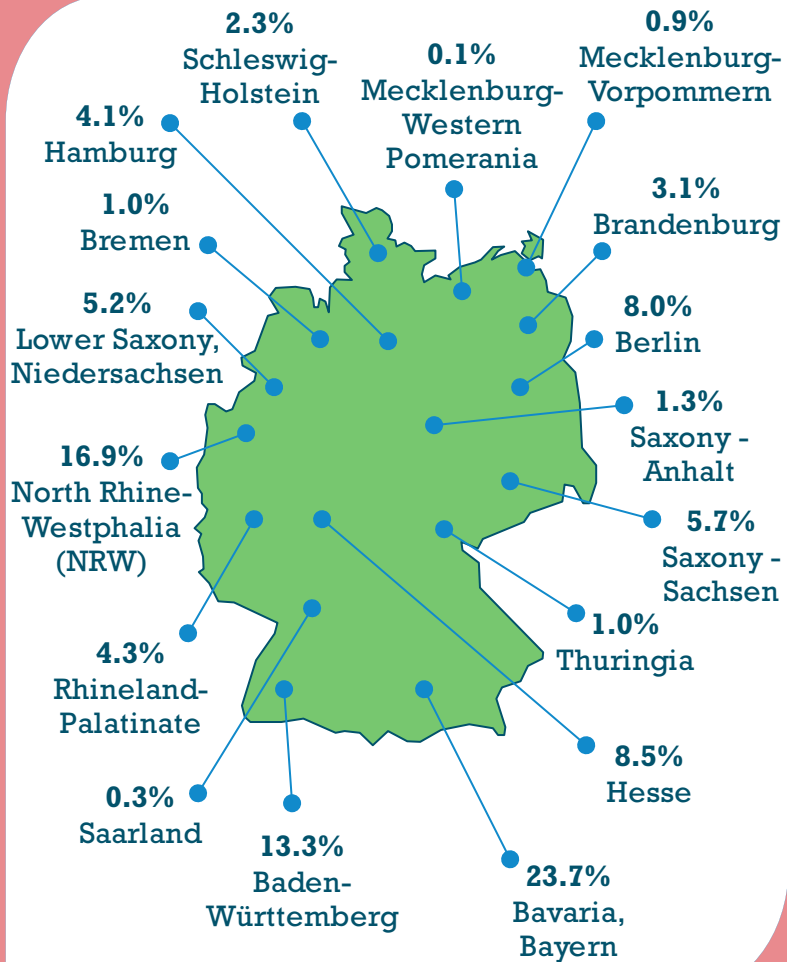 2.3%
Schleswig-
Holstein
0.1%
Mecklenburg-
Western
Pomerania
0.9%
Mecklenburg-
Vorpommern
4.1%
Hamburg
3.1%
Brandenburg
1.0%
Bremen
5.2%
Lower Saxony,
Niedersachsen
8.0%
Berlin
1.3%
Saxony -
Anhalt
16.9%
North Rhine-
Westphalia
(NRW)
5.7%
Saxony -
Sachsen
1.0%
Thuringia
4.3%
Rhineland-
Palatinate
8.5%
Hesse
0.3%
Saarland
13.3%
Baden-
Württemberg
23.7%
Bavaria,
Bayern